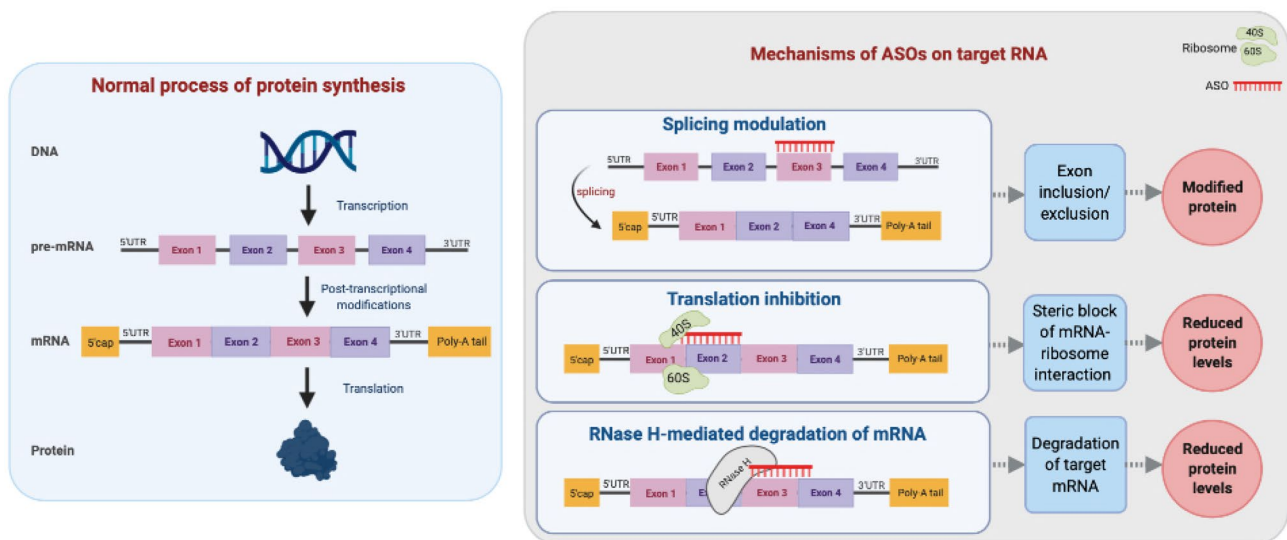 Normal process of protein synthesis
DNA
Transcription
pre-mRNA
5'UTR
Exon 1
Exon 2
Exon 3
Exon 4
3'UTR
Post-transcriptional
modifications
mRNA
5'cap
5'UTR
Exon 1
Exon 2
Exon 3
Exon 4
3'UTR
Poly-A tail
Translation
Protein
Mechanisms of ASOs on target RNA
Ribosome
40S
60S
ASO
Splicing modulation
5'UTR
Exon 1
Exon 2
Exon 3
Exon 4
3'UTR
splicing
5'cap
5'UTR
Exon 1
Exon 2
Exon 4
3'UTR
Poly-A tail
Exon
inclusion/
exclusion
Modified
protein
Translation inhibition
40S
5'cap
5'UTR
Exon 1
Exon 2
Exon 3
Exon 4
3'UTR
Poly-A tail
60S
Steric block
of mRNA-
ribosome
interaction
Reduced
protein
levels
RNase H-mediated degradation of mRNA
RNase H
5'cap
5'UTR
Exon 1
Exon 3
Exon 4
3'UTR
Poly-A tail
Degradation
of target
mRNA
Reduced
protein
levels